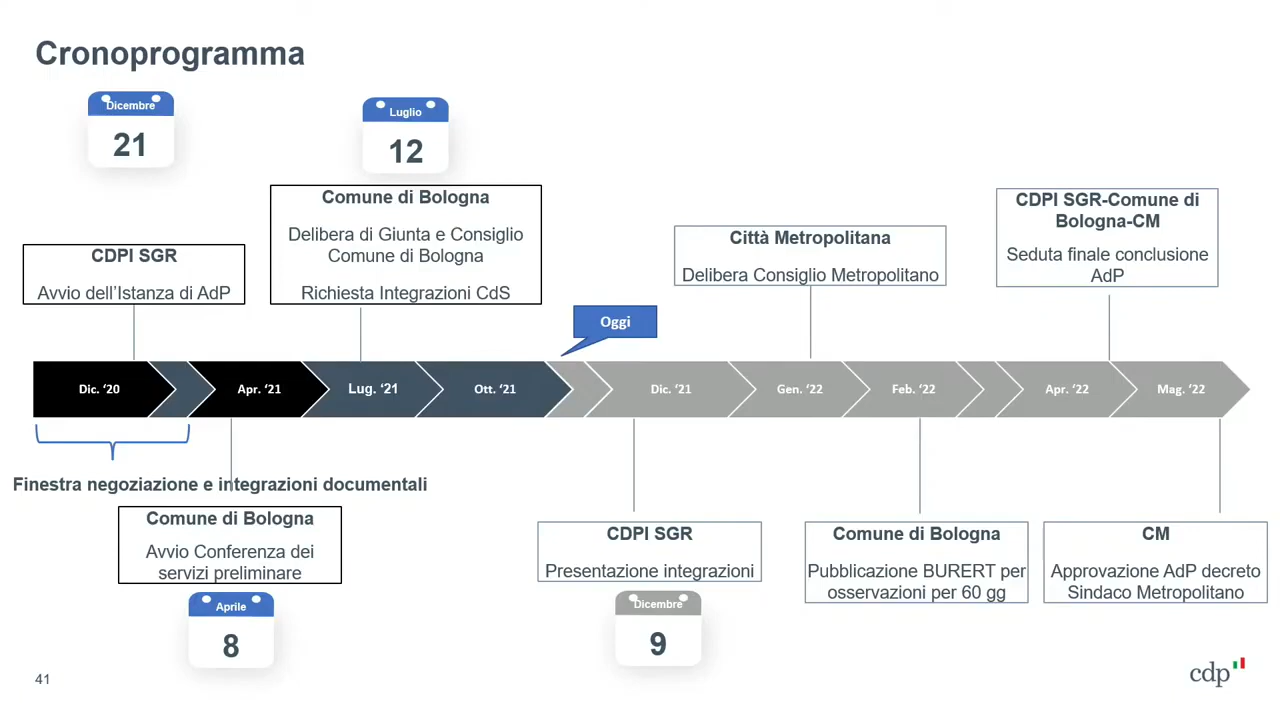 Cronoprogramma
Dicembre
21
Luglio
12
CDPI SGR
Avvio dell'Istanza di AdP
Comune di Bologna
Delibera di Giunta e Consiglio
Comune di Bologna
Richiesta Integrazioni CdS
Oggi
Città Metropolitana
Delibera Consiglio Metropolitano
CDPI SGR-Comune di
Bologna-CM
Seduta finale conclusione
AdP
Dic. ‘20
Apr. ‘21
Lug. ‘21
Ott. ‘21
Dic. ‘21
Gen. ‘22
Feb. ‘22
Apr. ‘22
Mag. ‘22
Finestra negoziazione e integrazioni documentali
Comune di Bologna
Avvio Conferenza dei
servizi preliminare
Aprile
8
CDPI SGR
Presentazione integrazioni
Dicembre
9
Comune di Bologna
Pubblicazione BURERT per
osservazioni per 60 gg
CM
Approvazione AdP decreto
Sindaco Metropolitano
41
cdp